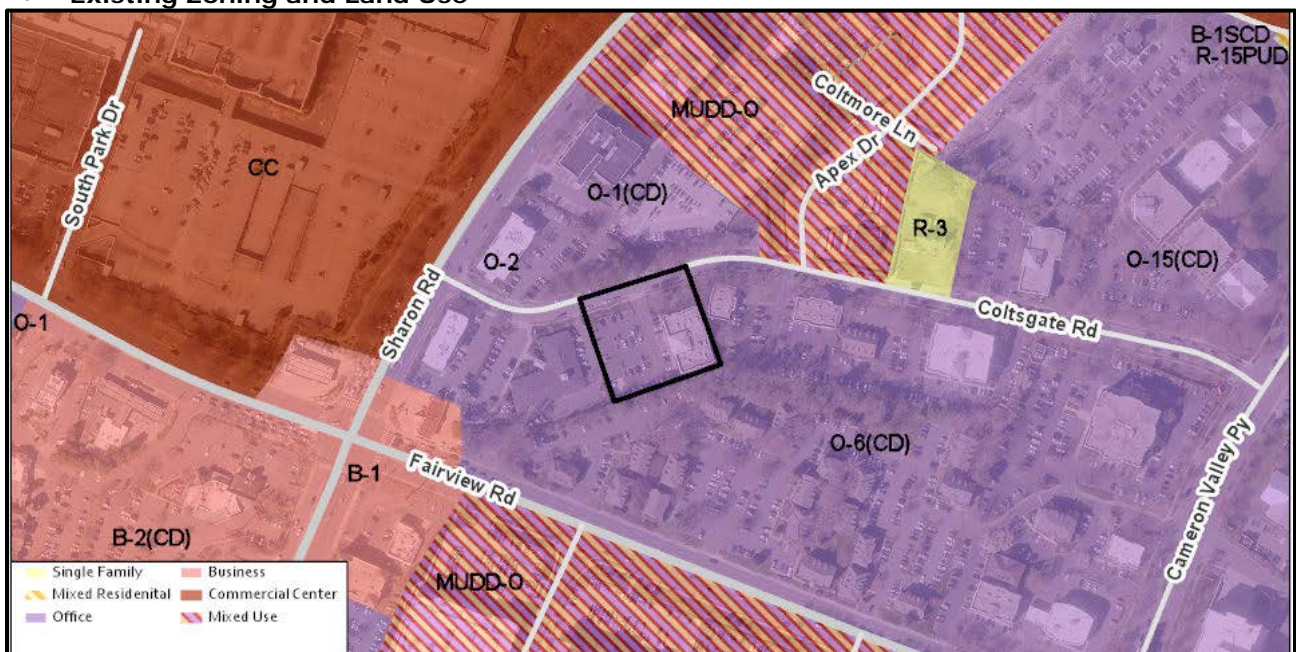 Existing Zoning and Land Use
B-1SCD
R-15PUD
South Park Dr
CC
MUDD-O
Coltmore Ln
Apex Dr
O-1(CD)
R-3
O-2
O-15(CD)
Coltsgate Rd
O-1
Sharon Rd
O-6(CD)
Cameron Valley Py
Fairview Rd
B-1
B-2(CD)
MUDD-O
Single Family
Business
Mixed Residenital
Commercial Center
Office
Mixed Use